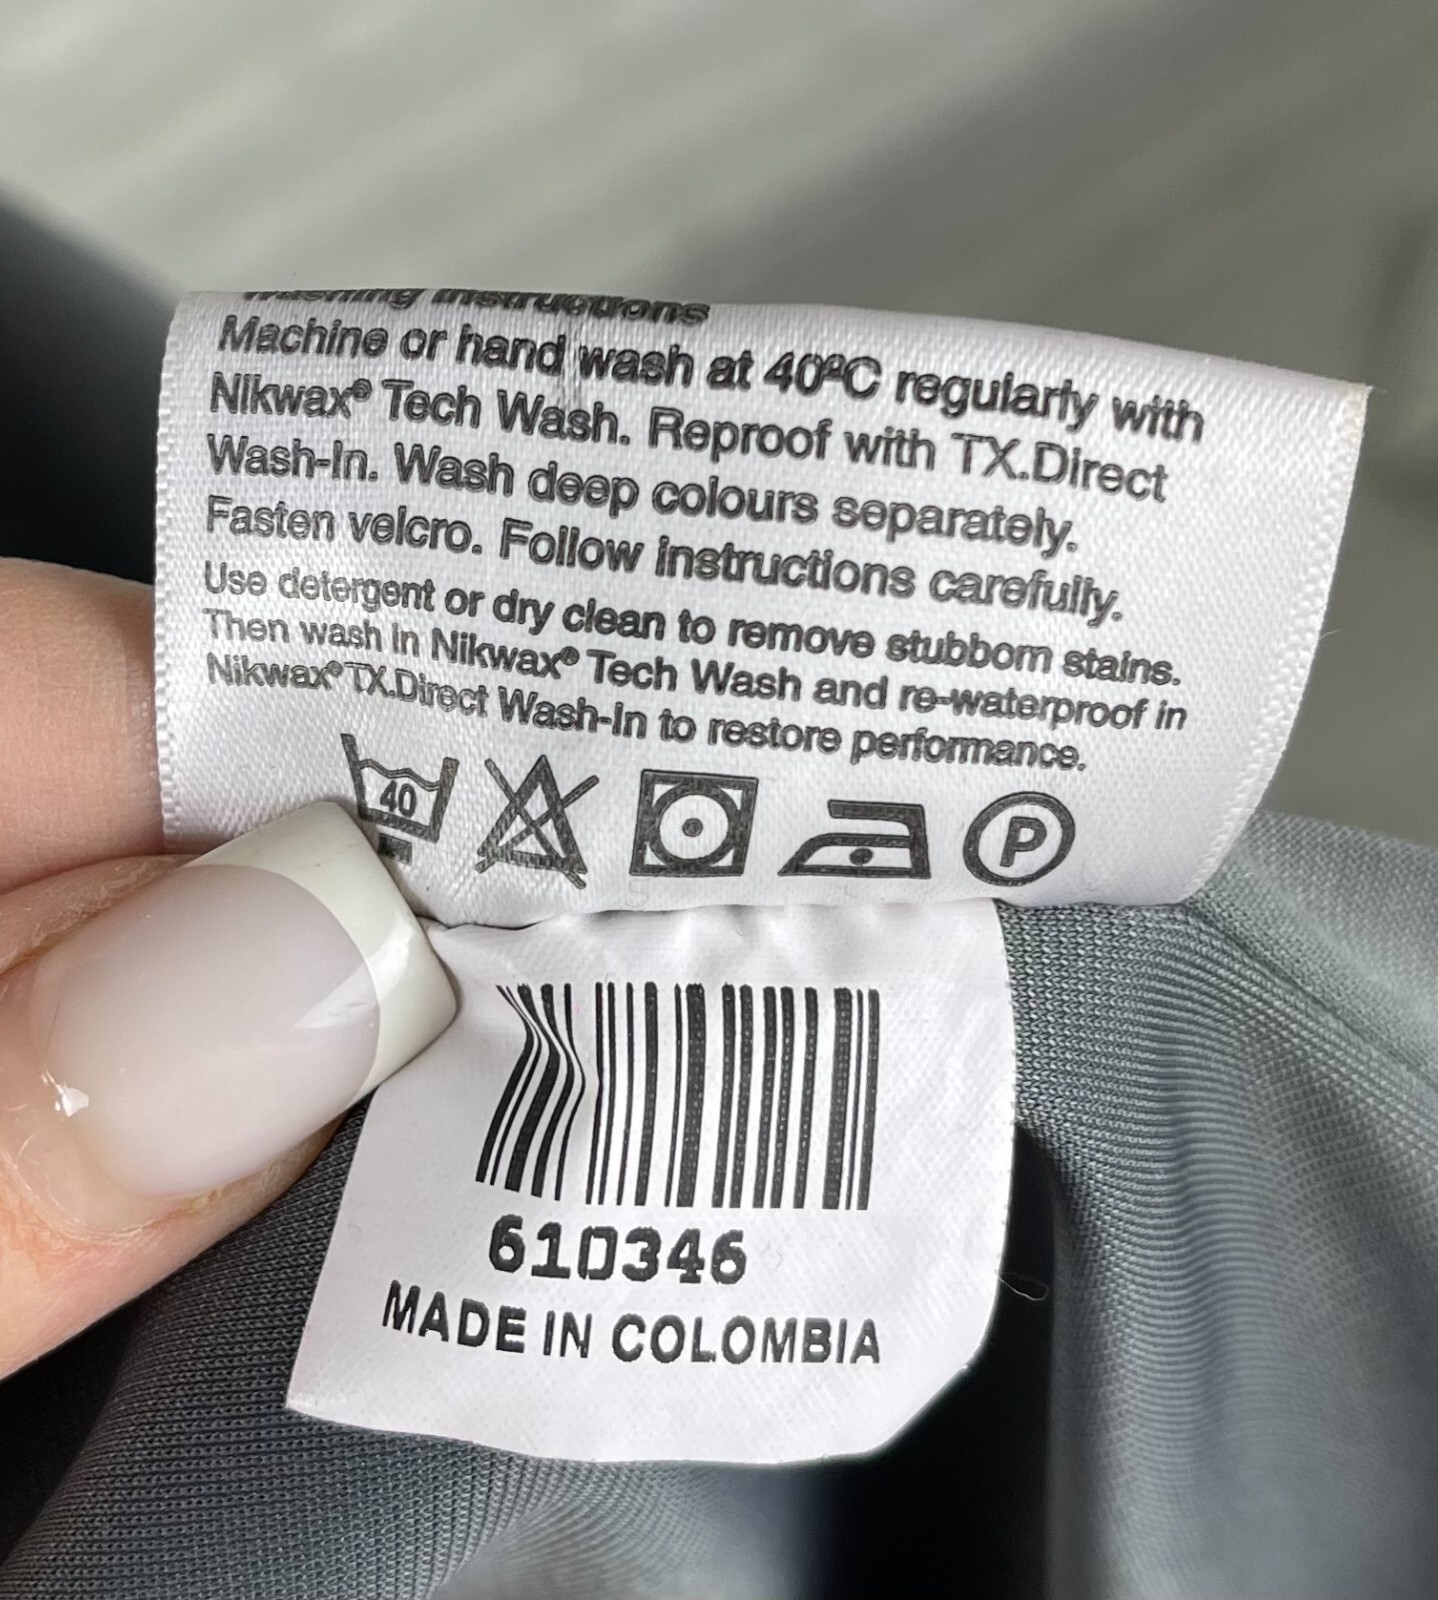 Washing instructions
Machine or hand wash at 40ºC regularly with
Nikwax® Tech Wash. Reproof with TX.Direct
Wash-In. Wash deep colours separately.
Fasten velcro. Follow instructions carefully.
Use detergent or dry clean to remove stubborn stains.
Then wash in Nikwax® Tech Wash and re-waterproof in
Nikwax® TX.Direct Wash-In to restore performance.
40
P
610346
MADE IN COLOMBIA